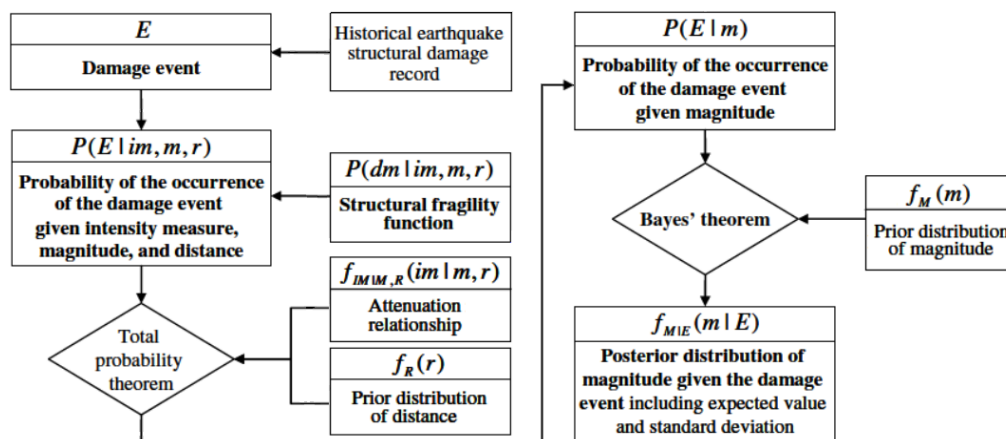 E
Damage event
Historical earthquake
structural damage
record
P(E | im, m, r)
Probability of the occurrence
of the damage event
given intensity measure,
magnitude, and distance
P(dm | im, m, r)
Structural fragility
function
f_{IM|M,R}(im | m, r)
Attenuation
relationship
Total
probability
theorem
f_R(r)
Prior distribution
of distance
P(E | m)
Probability of the occurrence
of the damage event
given magnitude
Bayes’ theorem
f_M(m)
Prior distribution
of magnitude
f_{M|E}(m | E)
Posterior distribution of
magnitude given the damage
event including expected value
and standard deviation